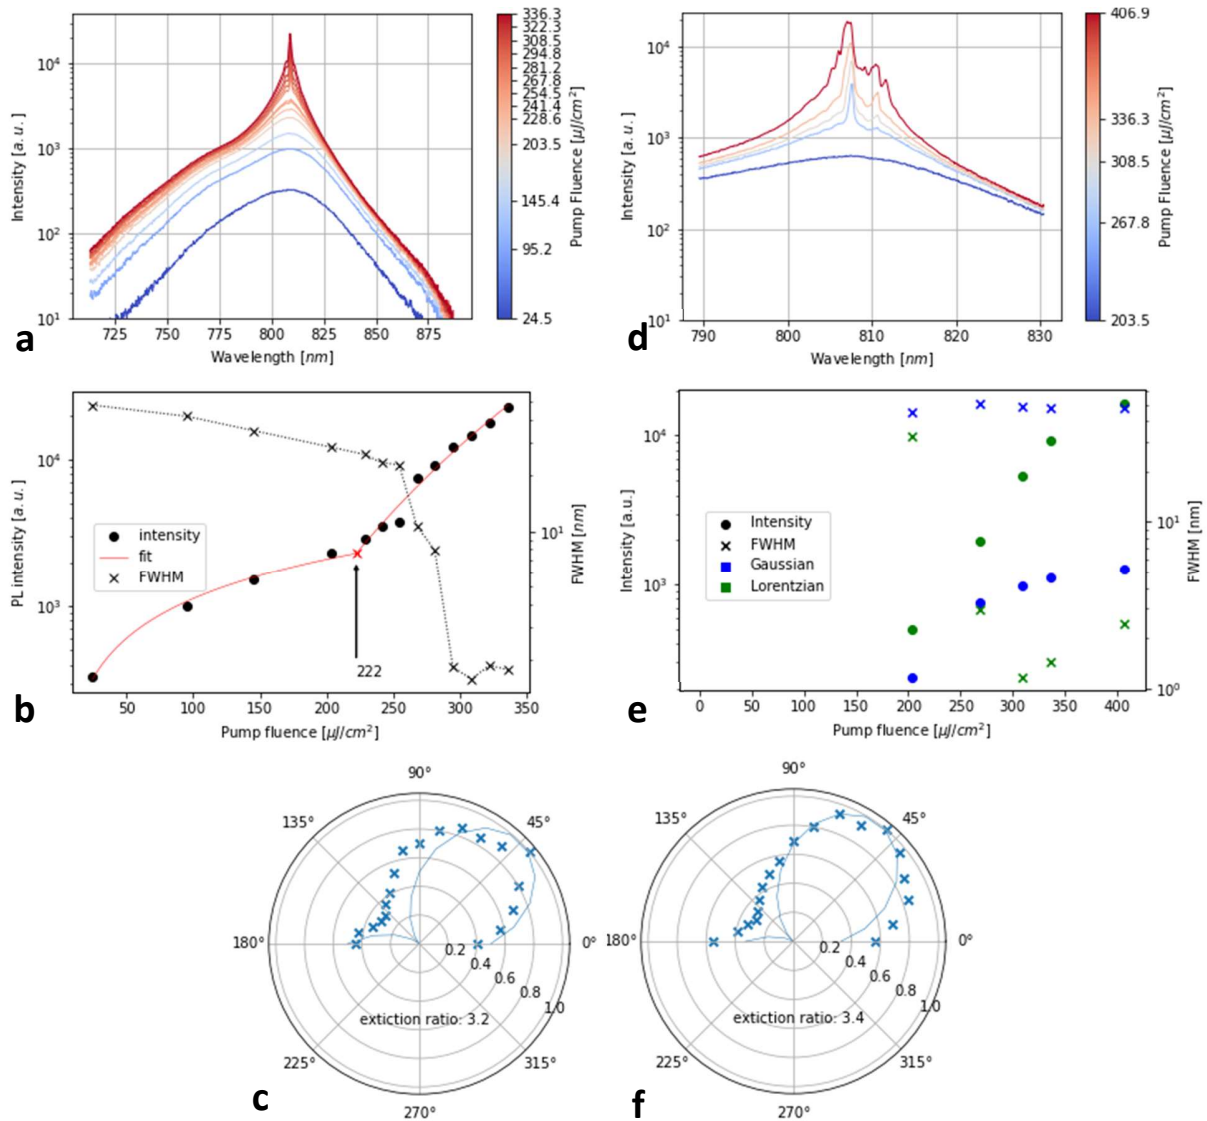 10⁴
10³
10²
10¹
Intensity [a. u.]
725 750 775 800 825 850 875
Wavelength [nm]
336.3
322.3
308.5
294.8
281.2
267.8
254.5
241.4
228.6
203.5
145.4
95.2
24.5
Pump Fluence [μJ/cm²]
a
10⁴
10³
10²
10¹
Intensity [a. u.]
790 800 810 820 830
Wavelength [nm]
406.9
336.3
308.5
267.8
203.5
Pump Fluence [μJ/cm²]
d
10⁴
10³
PL intensity [a. u.]
intensity
fit
FWHM
222
10¹
FWHM [nm]
50 100 150 200 250 300 350
Pump fluence [μJ/cm²]
b
10⁴
10³
Intensity [a.u.]
Intensity
FWHM
Gaussian
Lorentzian
10¹
10⁰
FWHM [nm]
0 50 100 150 200 250 300 350 400
Pump fluence [μJ/cm²]
e
90°
135° 45°
180° 0°
0.2
0.4
0.6
0.8
1.0
extiction ratio: 3.2
225° 315°
270°
c
90°
135° 45°
180° 0°
0.2
0.4
0.6
0.8
1.0
extiction ratio: 3.4
225° 315°
270°
f